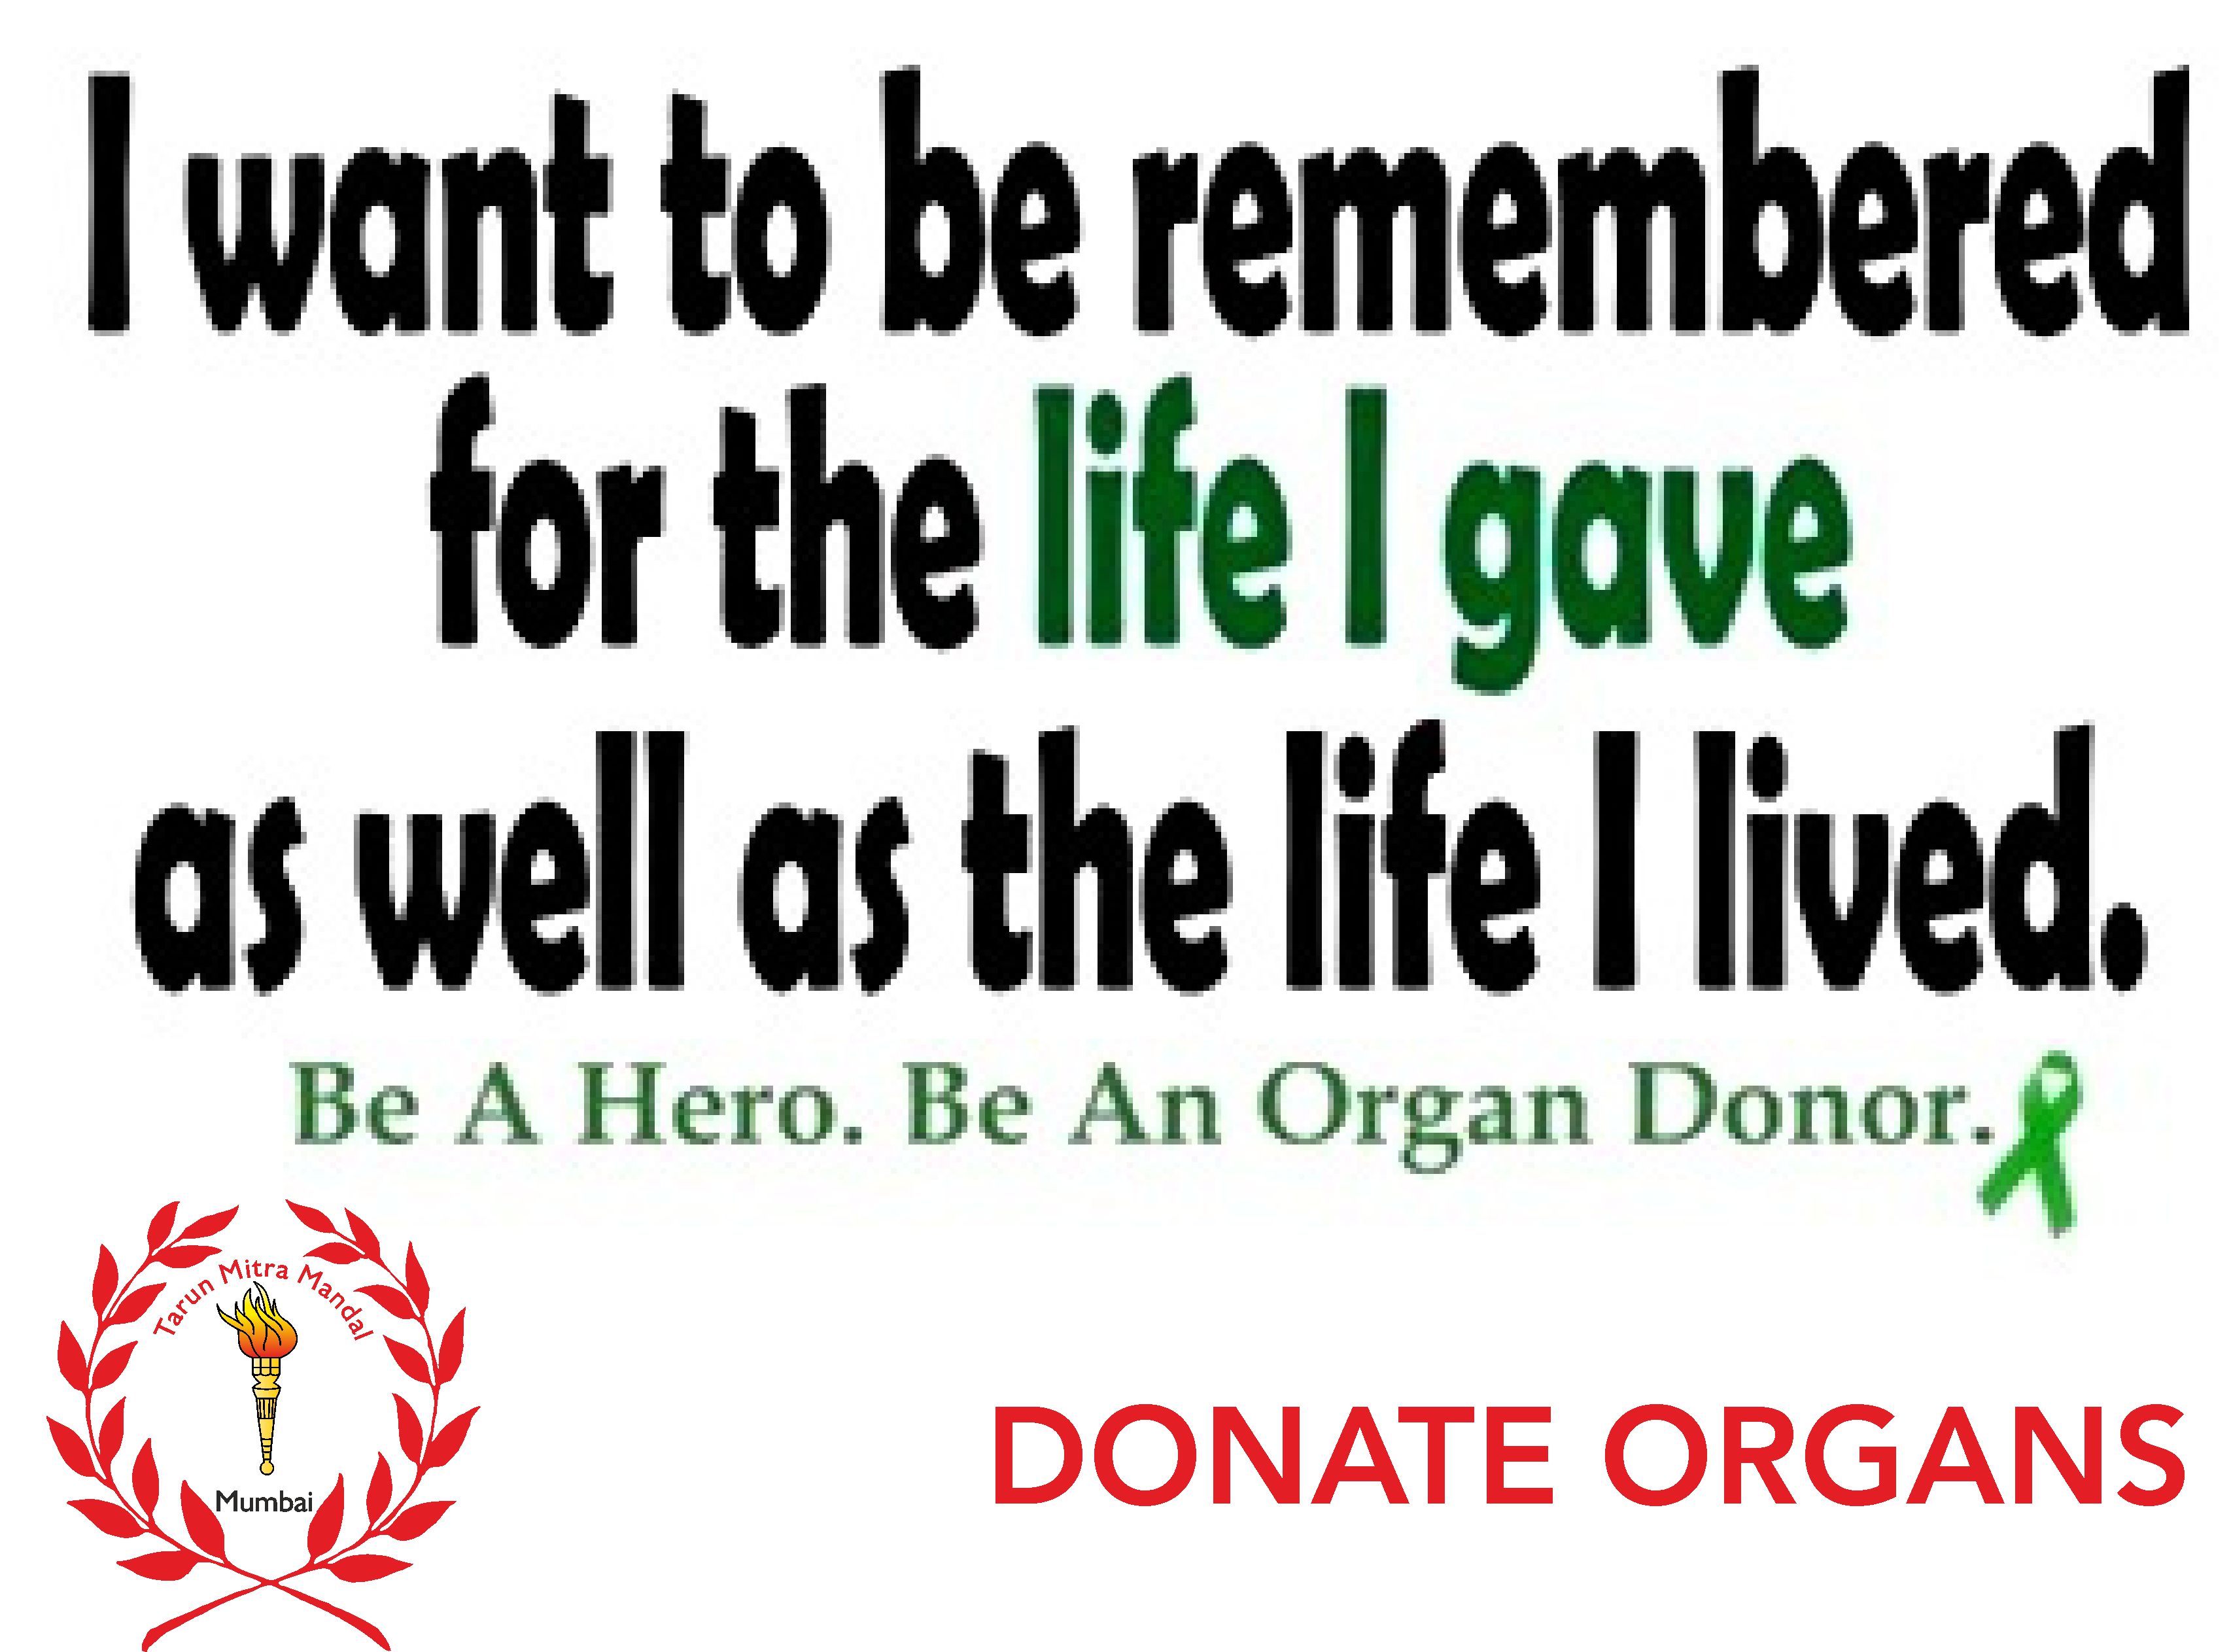 I want to be remembered
for the life I gave
as well as the life I lived.
Be A Hero. Be An Organ Donor.
Tarun Mitra Mandal
Mumbai
DONATE ORGANS